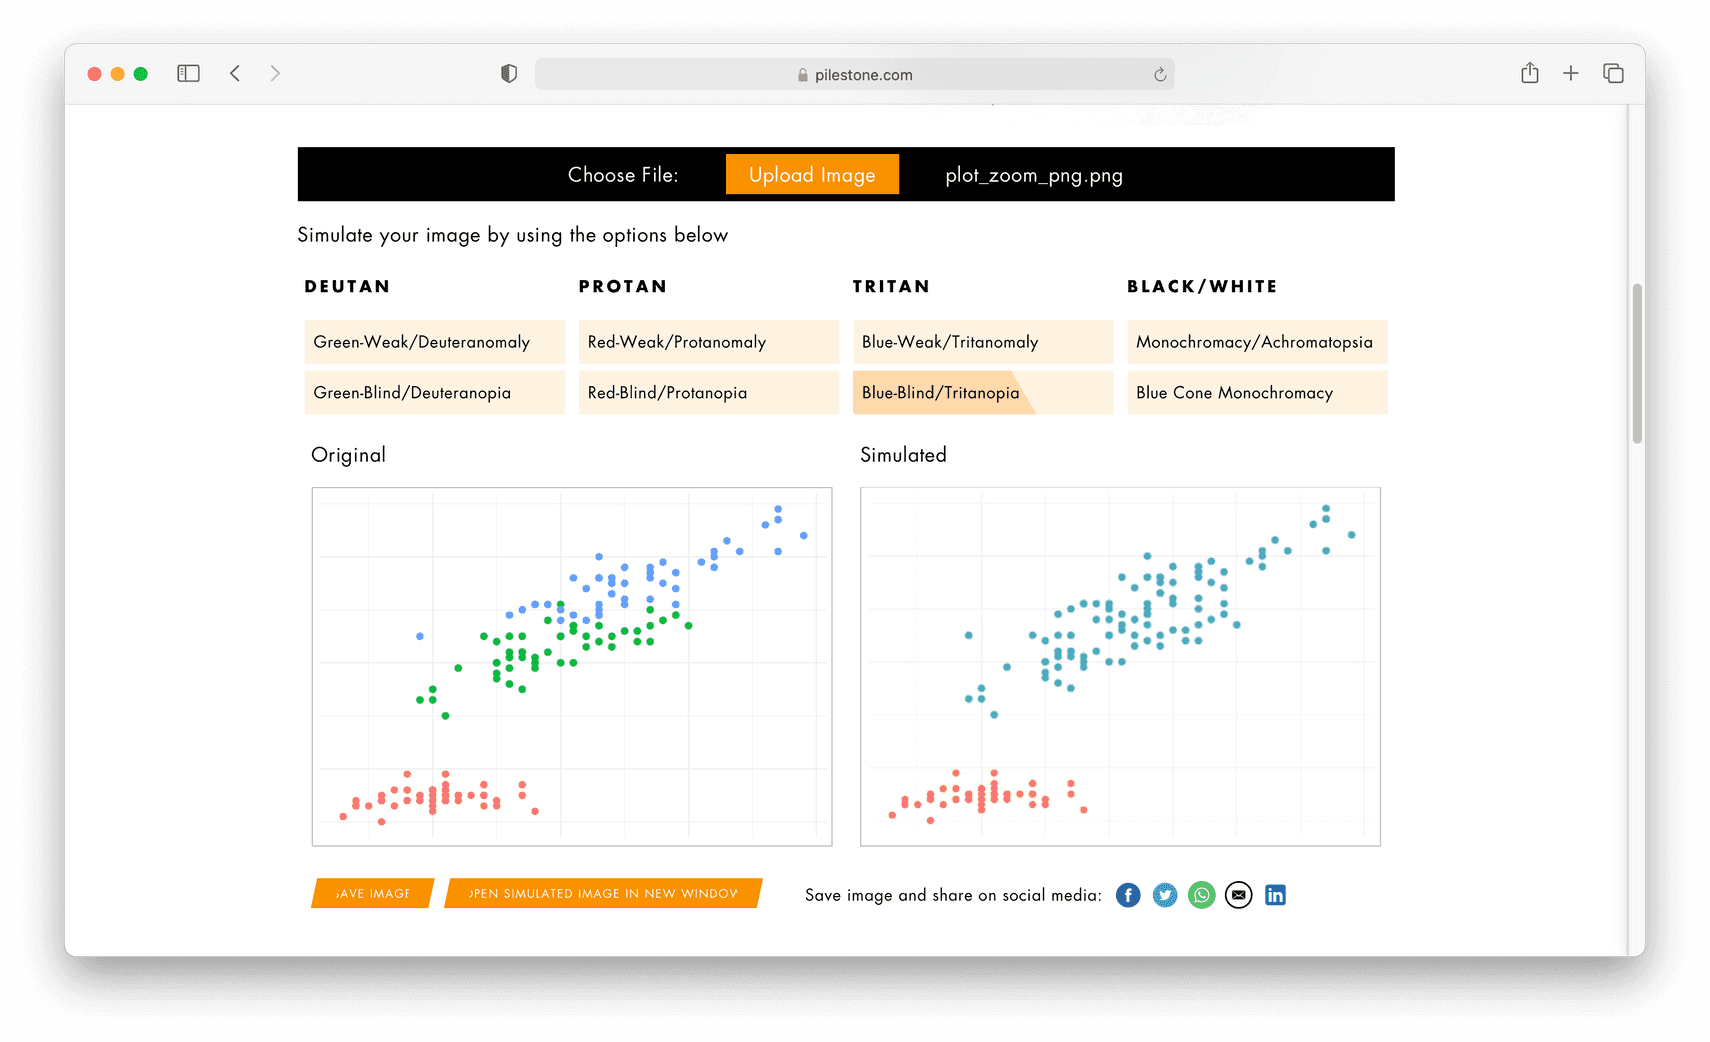 pilestone.com
Choose File: Upload Image plot_zoom_png.png
Simulate your image by using the options below
DEUTAN PROTAN TRITAN BLACK/WHITE
Green-Weak/Deuteranomaly Red-Weak/Protanomaly Blue-Weak/Tritanomaly Monochromacy/Achromatopsia
Green-Blind/Deuteranopia Red-Blind/Protanopia Blue-Blind/Tritanopia Blue Cone Monochromacy
Original Simulated
AVE IMAGE PEN SIMULATED IMAGE IN NEW WINDOW Save image and share on social media: